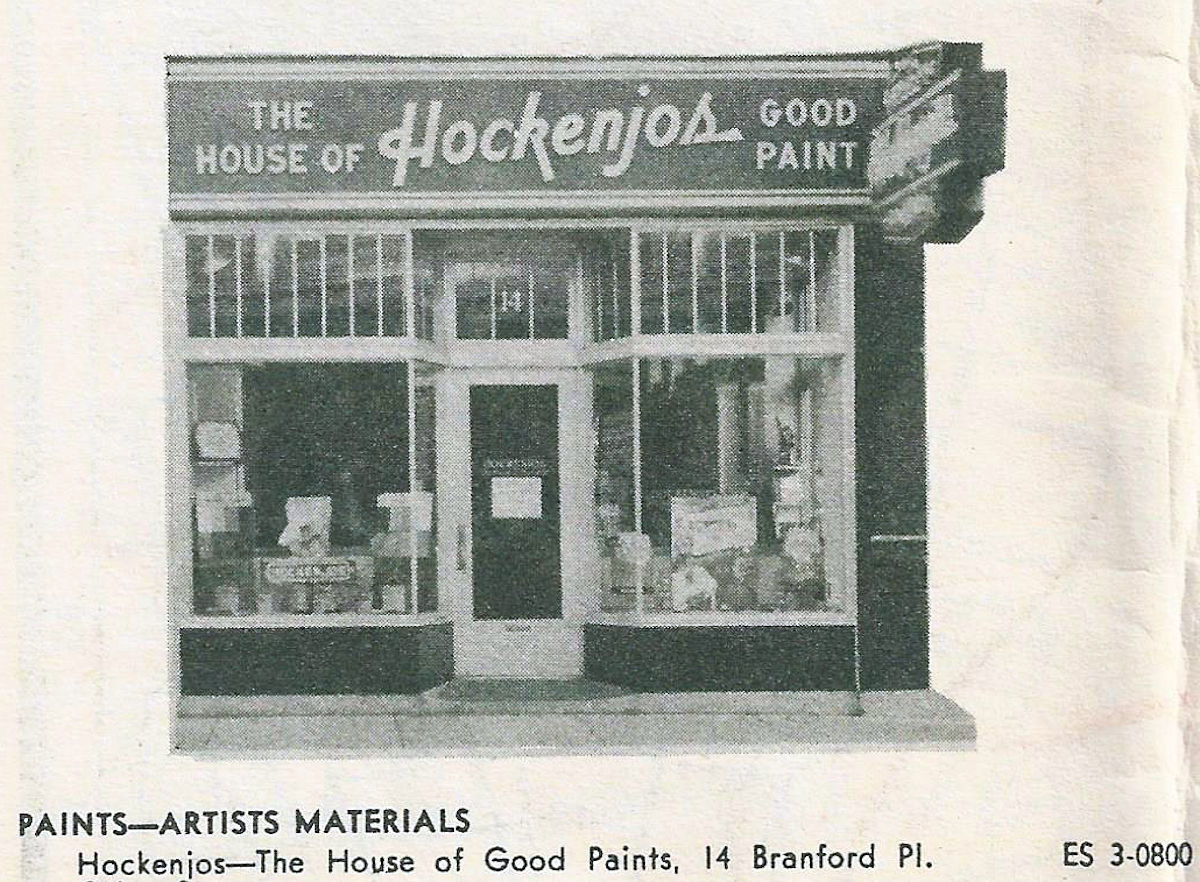 THE
HOUSE OF
Hockenjos
GOOD
PAINT
14
HOCKENJOS
PAINTS—ARTISTS MATERIALS
Hockenjos—The House of Good Paints, 14 Branford Pl. ES 3-0800